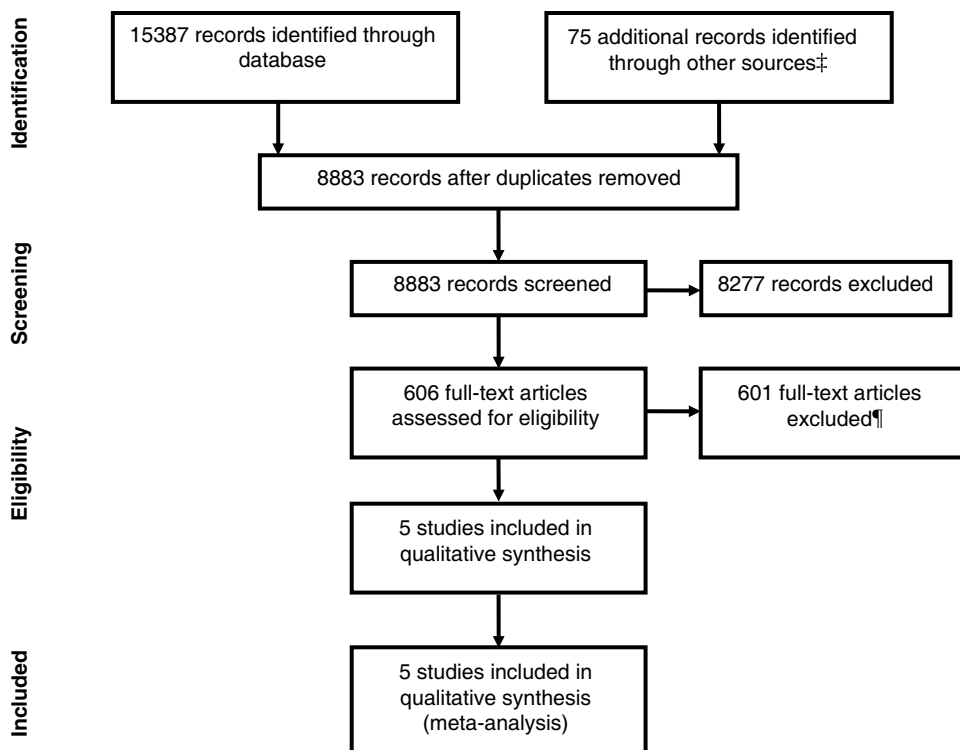 Identification
15387 records identified through
database
75 additional records identified
through other sources‡
8883 records after duplicates removed
Screening
8883 records screened
8277 records excluded
Eligibility
606 full-text articles
assessed for eligibility
601 full-text articles
excluded¶
5 studies included in
qualitative synthesis
Included
5 studies included in
qualitative synthesis
(meta-analysis)